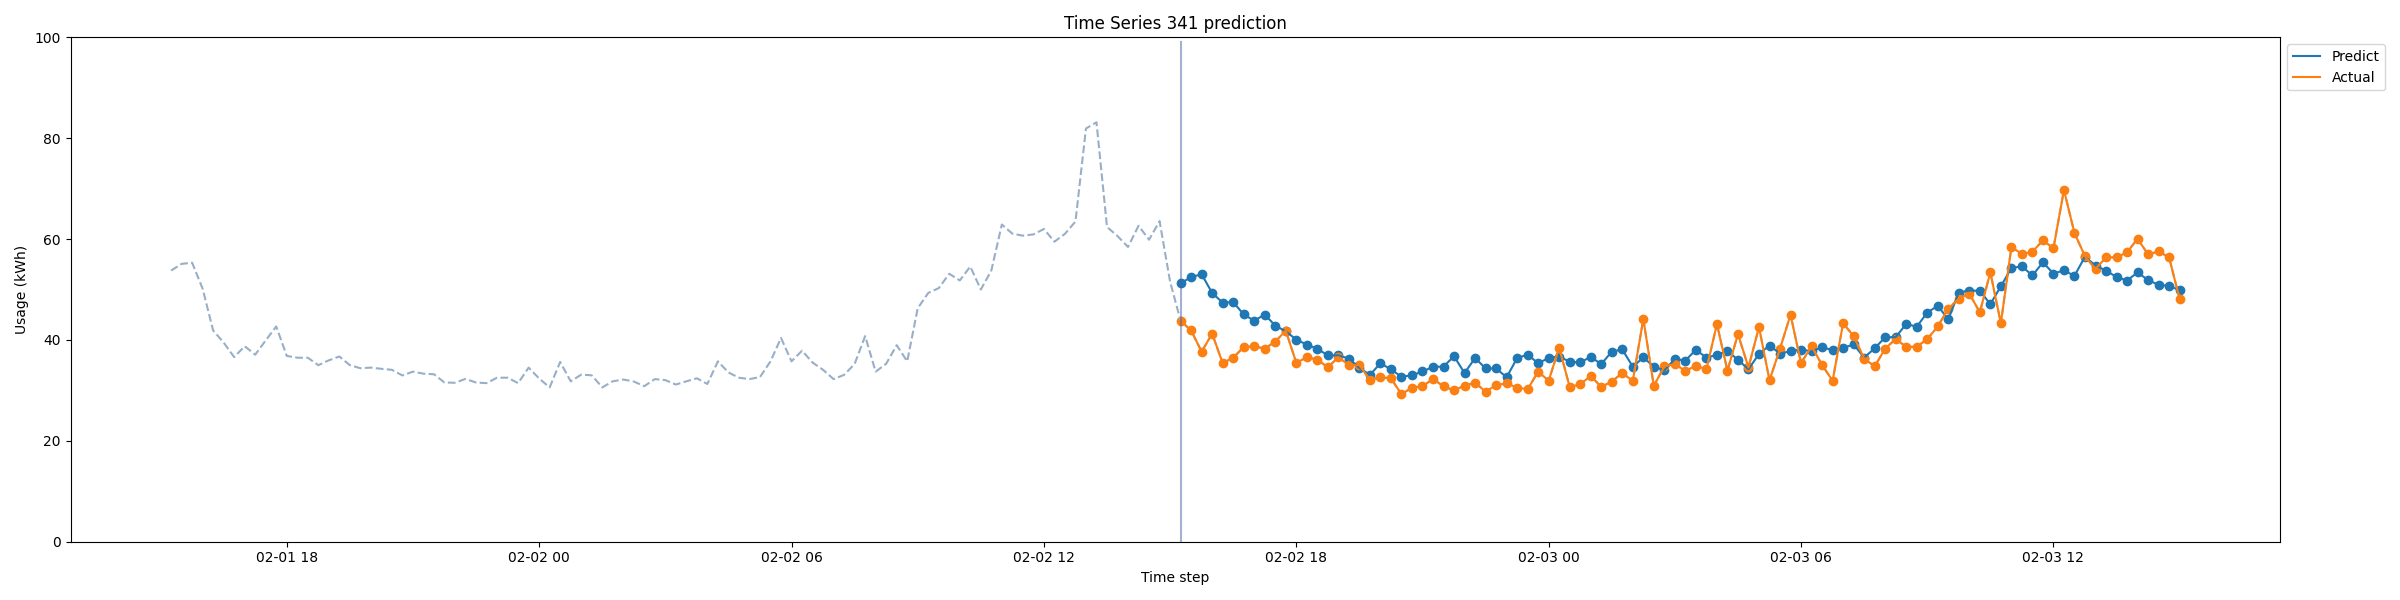 Time Series 341 prediction
100
80
60
40
20
0
Usage (kWh)
02-01 18
02-02 00
02-02 06
02-02 12
02-02 18
02-03 00
02-03 06
02-03 12
Time step
Predict
Actual